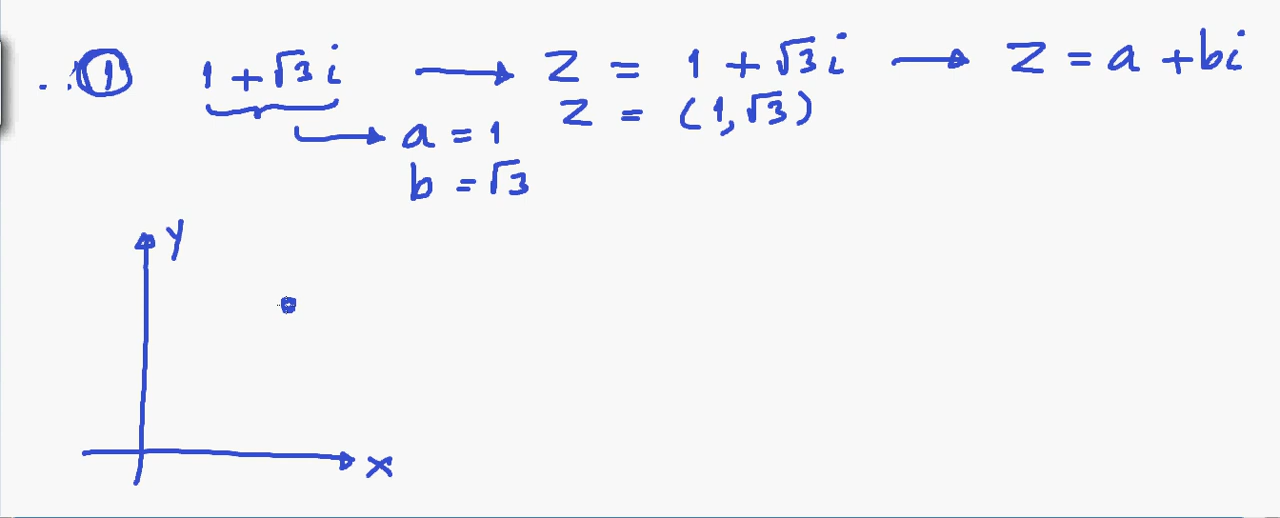 ① 1 + √3 i → Z = 1 + √3 i → Z = a + bi
Z = (1, √3)
→ a = 1
b = √3
y
x